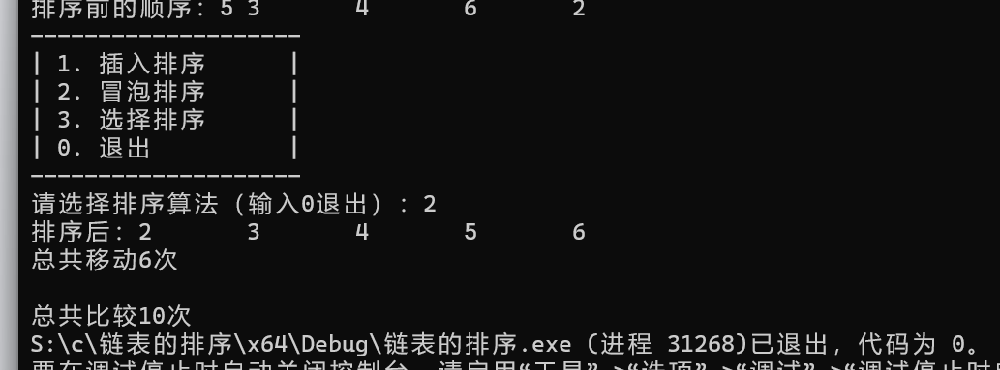 排序前的顺序: 5 3 4 6 2
--------------------
| 1. 插入排序 |
| 2. 冒泡排序 |
| 3. 选择排序 |
| 0. 退出 |
--------------------
请选择排序算法（输入0退出）: 2
排序后: 2 3 4 5 6
总共移动6次
总共比较10次
S:\c\链表的排序\x64\Debug\链表的排序.exe (进程 31268)已退出，代码为 0。
要在调试停止时自动关闭控制台，请启用“工具”->“选项”->“调试”->“调试停止时